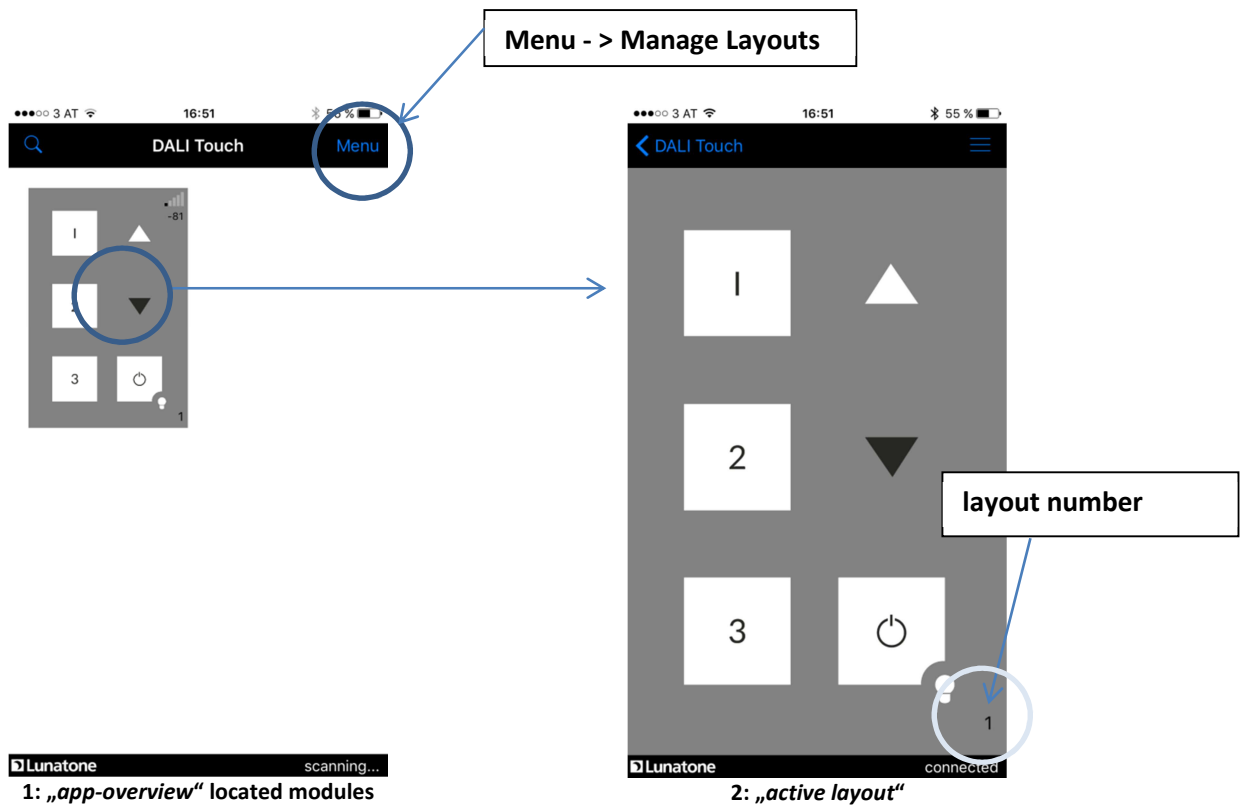 Menu - > Manage Layouts
●●●○○ 3 AT 16:51 %
DALI Touch Menu
-81
I
2
3
1
Lunatone scanning...
1: „app-overview“ located modules
●●●○○ 3 AT 16:51 55 %
DALI Touch
I
2
layout number
3
1
Lunatone connected
2: „active layout“